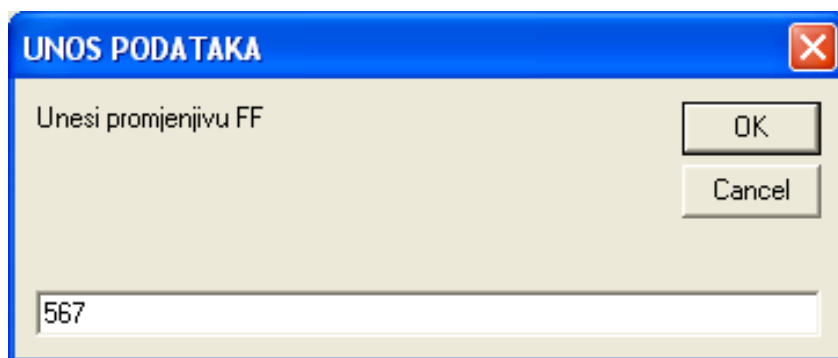 UNOS PODATAKA
Unesi promjenjivu FF
OK
Cancel
567